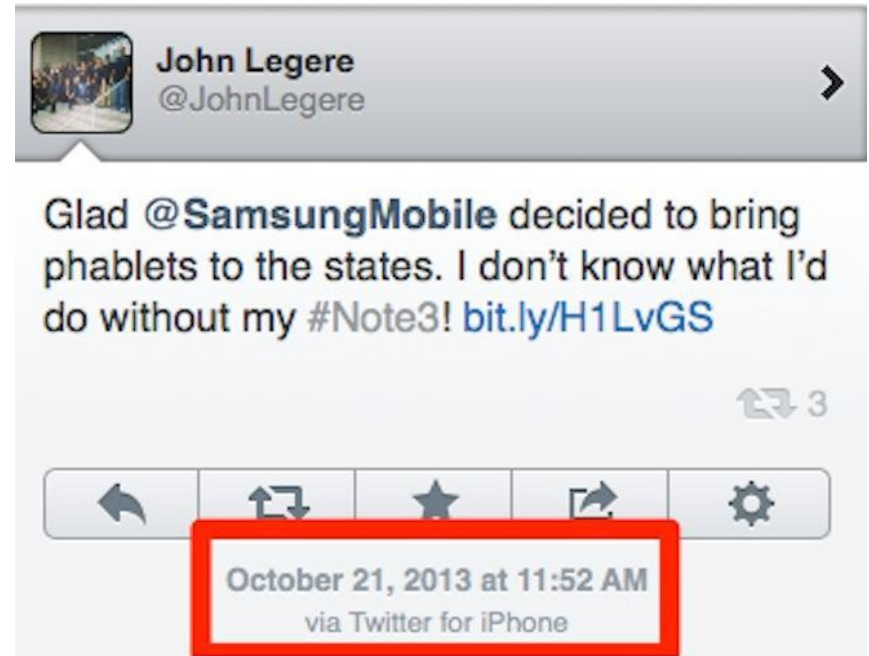 John Legere
@JohnLegere
Glad @SamsungMobile decided to bring
phablets to the states. I don’t know what I’d
do without my #Note3! bit.ly/H1LvGS
3
October 21, 2013 at 11:52 AM
via Twitter for iPhone